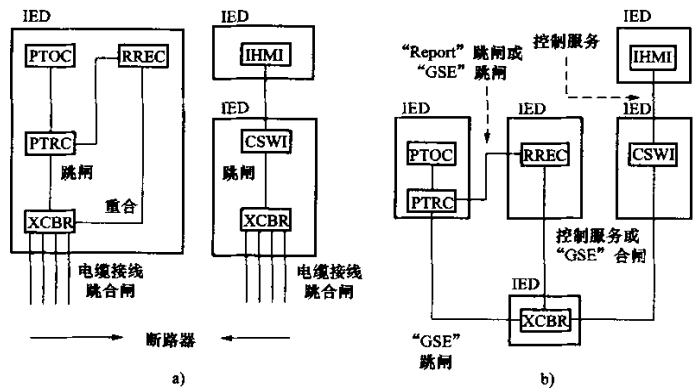 IED
PTOC
RREC
PTRC
跳闸
重合
XCBR
电缆接线
跳合闸
IED
IHMI
IED
CSWI
跳闸
XCBR
电缆接线
跳合闸
断路器
a)
“Report”跳闸或
“GSE”跳闸
控制服务
IED
IHMI
IED
PTOC
PTRC
IED
RREC
IED
CSWI
控制服务或
“GSE”合闸
IED
XCBR
“GSE”
跳闸
b)